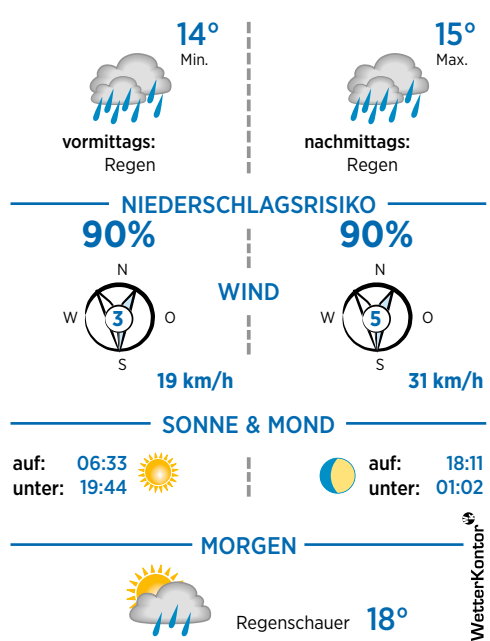 14°
Min.
15°
Max.
vormittags:
Regen
nachmittags:
Regen
NIEDERSCHLAGSRISIKO
90%
90%
WIND
N
W 3 O
S
19 km/h
N
W 5 O
S
31 km/h
SONNE & MOND
auf: 06:33
unter: 19:44
auf: 18:11
unter: 01:02
MORGEN
Regenschauer 18°
WetterKontor